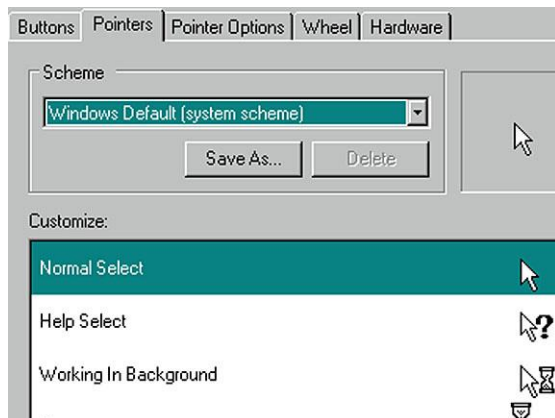 Buttons Pointers Pointer Options Wheel Hardware
Scheme
Windows Default (system scheme)
Save As... Delete
Customize:
Normal Select
Help Select
Working In Background